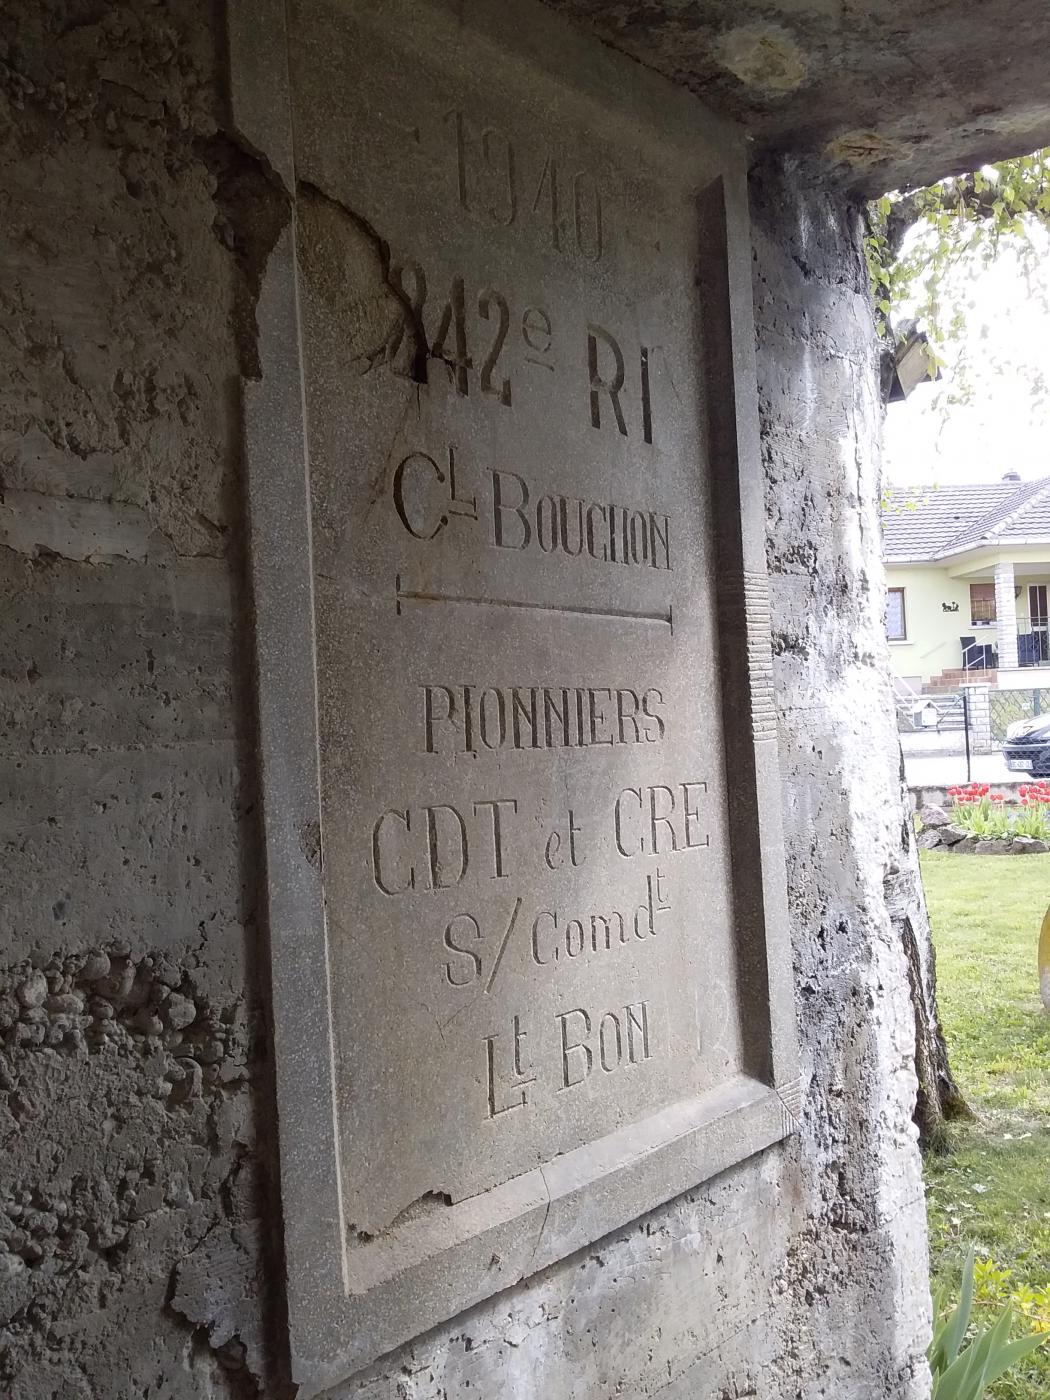 · 1940 ·
242e RI
Cl BOUCHON
PIONNIERS
CDT et CRE
S/Comdt
Lt BON